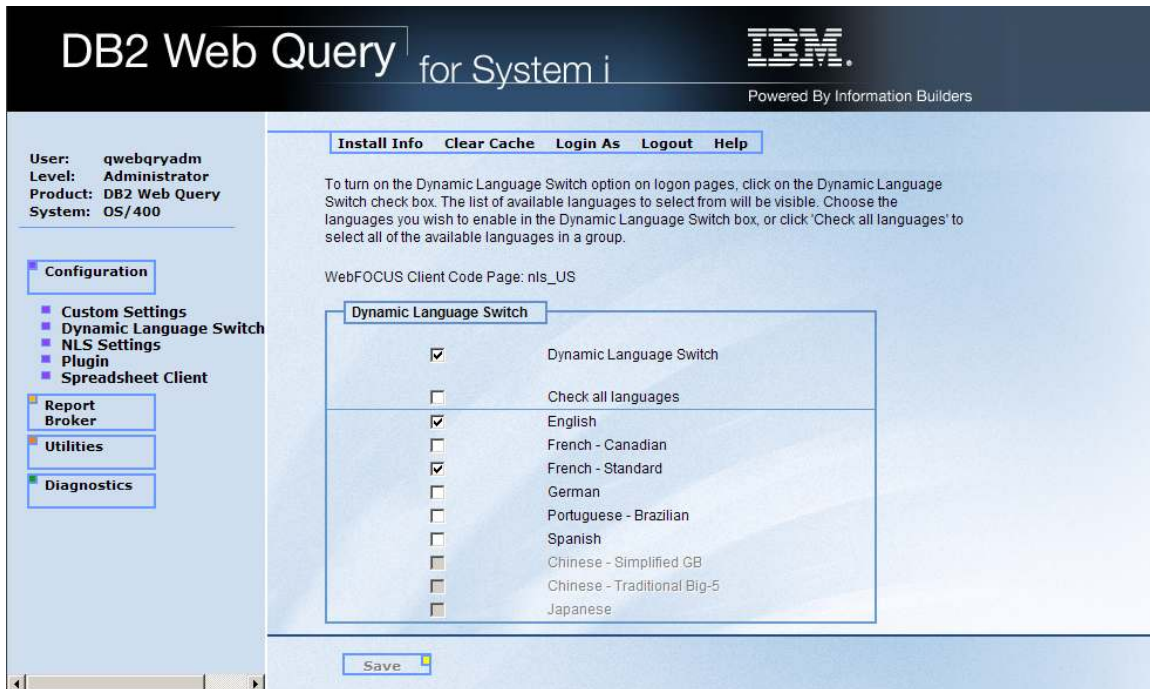 DB2 Web Query for System i
IBM.
Powered By Information Builders
User: qwebqryadm
Level: Administrator
Product: DB2 Web Query
System: OS/400
Configuration
Custom Settings
Dynamic Language Switch
NLS Settings
Plugin
Spreadsheet Client
Report
Broker
Utilities
Diagnostics
Install Info Clear Cache Login As Logout Help
To turn on the Dynamic Language Switch option on logon pages, click on the Dynamic Language
Switch check box. The list of available languages to select from will be visible. Choose the
languages you wish to enable in the Dynamic Language Switch box, or click 'Check all languages' to
select all of the available languages in a group.
WebFOCUS Client Code Page: nls_US
Dynamic Language Switch
Dynamic Language Switch
Check all languages
English
French - Canadian
French - Standard
German
Portuguese - Brazilian
Spanish
Chinese - Simplified GB
Chinese - Traditional Big-5
Japanese
Save